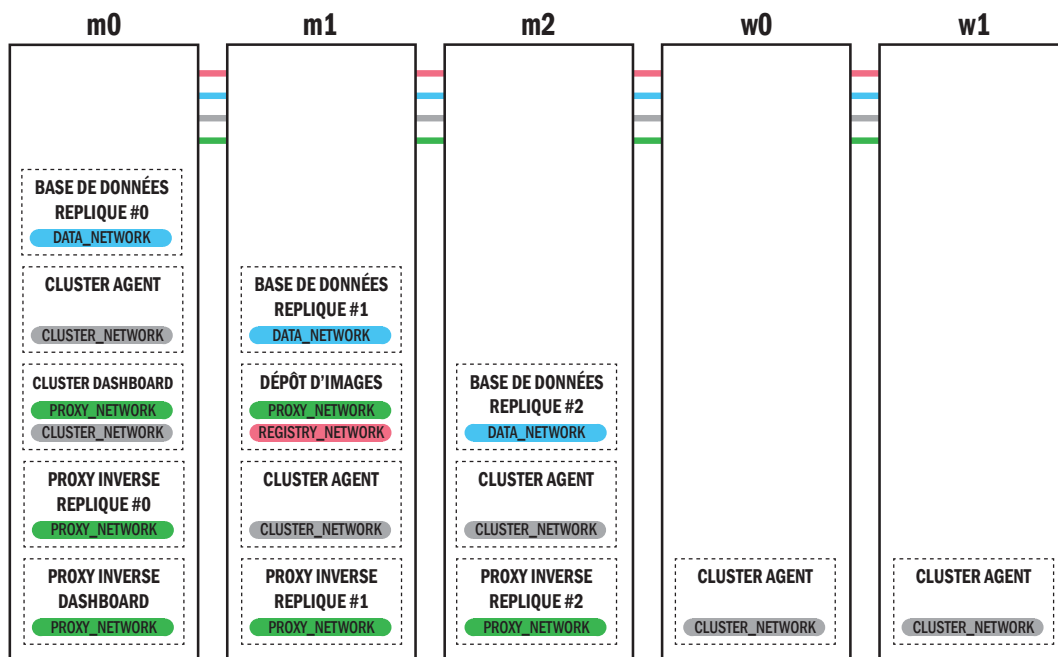 m0
m1
m2
w0
w1
BASE DE DONNÉES
REPLIQUE #0
DATA_NETWORK
CLUSTER AGENT
CLUSTER_NETWORK
CLUSTER DASHBOARD
PROXY_NETWORK
CLUSTER_NETWORK
PROXY INVERSE
REPLIQUE #0
PROXY_NETWORK
PROXY INVERSE
DASHBOARD
PROXY_NETWORK
BASE DE DONNÉES
REPLIQUE #1
DATA_NETWORK
DÉPÔT D'IMAGES
PROXY_NETWORK
REGISTRY_NETWORK
CLUSTER AGENT
CLUSTER_NETWORK
PROXY INVERSE
REPLIQUE #1
PROXY_NETWORK
BASE DE DONNÉES
REPLIQUE #2
DATA_NETWORK
CLUSTER AGENT
CLUSTER_NETWORK
PROXY INVERSE
REPLIQUE #2
PROXY_NETWORK
CLUSTER AGENT
CLUSTER_NETWORK
CLUSTER AGENT
CLUSTER_NETWORK